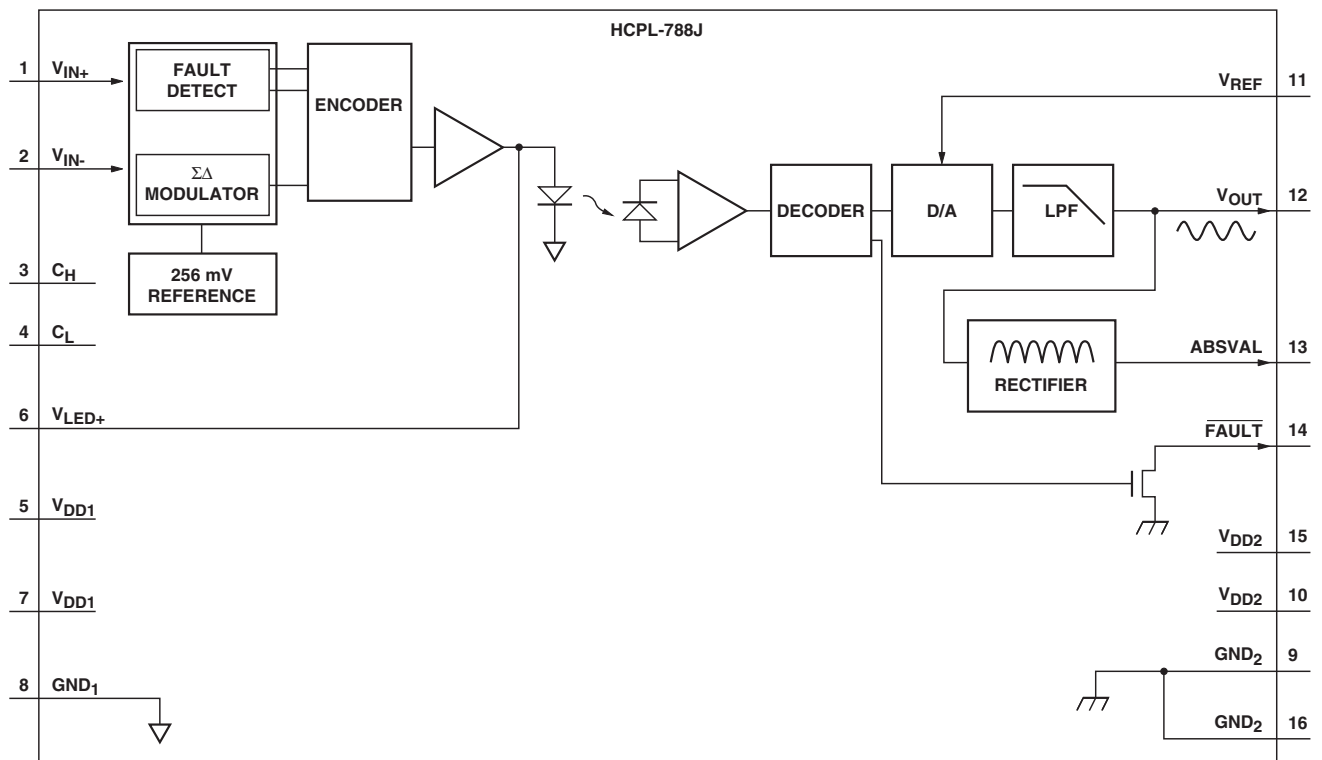 HCPL-788J
1 VIN+
2 VIN-
3 CH
4 CL
6 VLED+
5 VDD1
7 VDD1
8 GND1
FAULT
DETECT
ΣΔ
MODULATOR
256 mV
REFERENCE
ENCODER
DECODER
D/A
LPF
RECTIFIER
VREF 11
VOUT 12
ABSVAL 13
FAULT 14
VDD2 15
VDD2 10
GND2 9
GND2 16